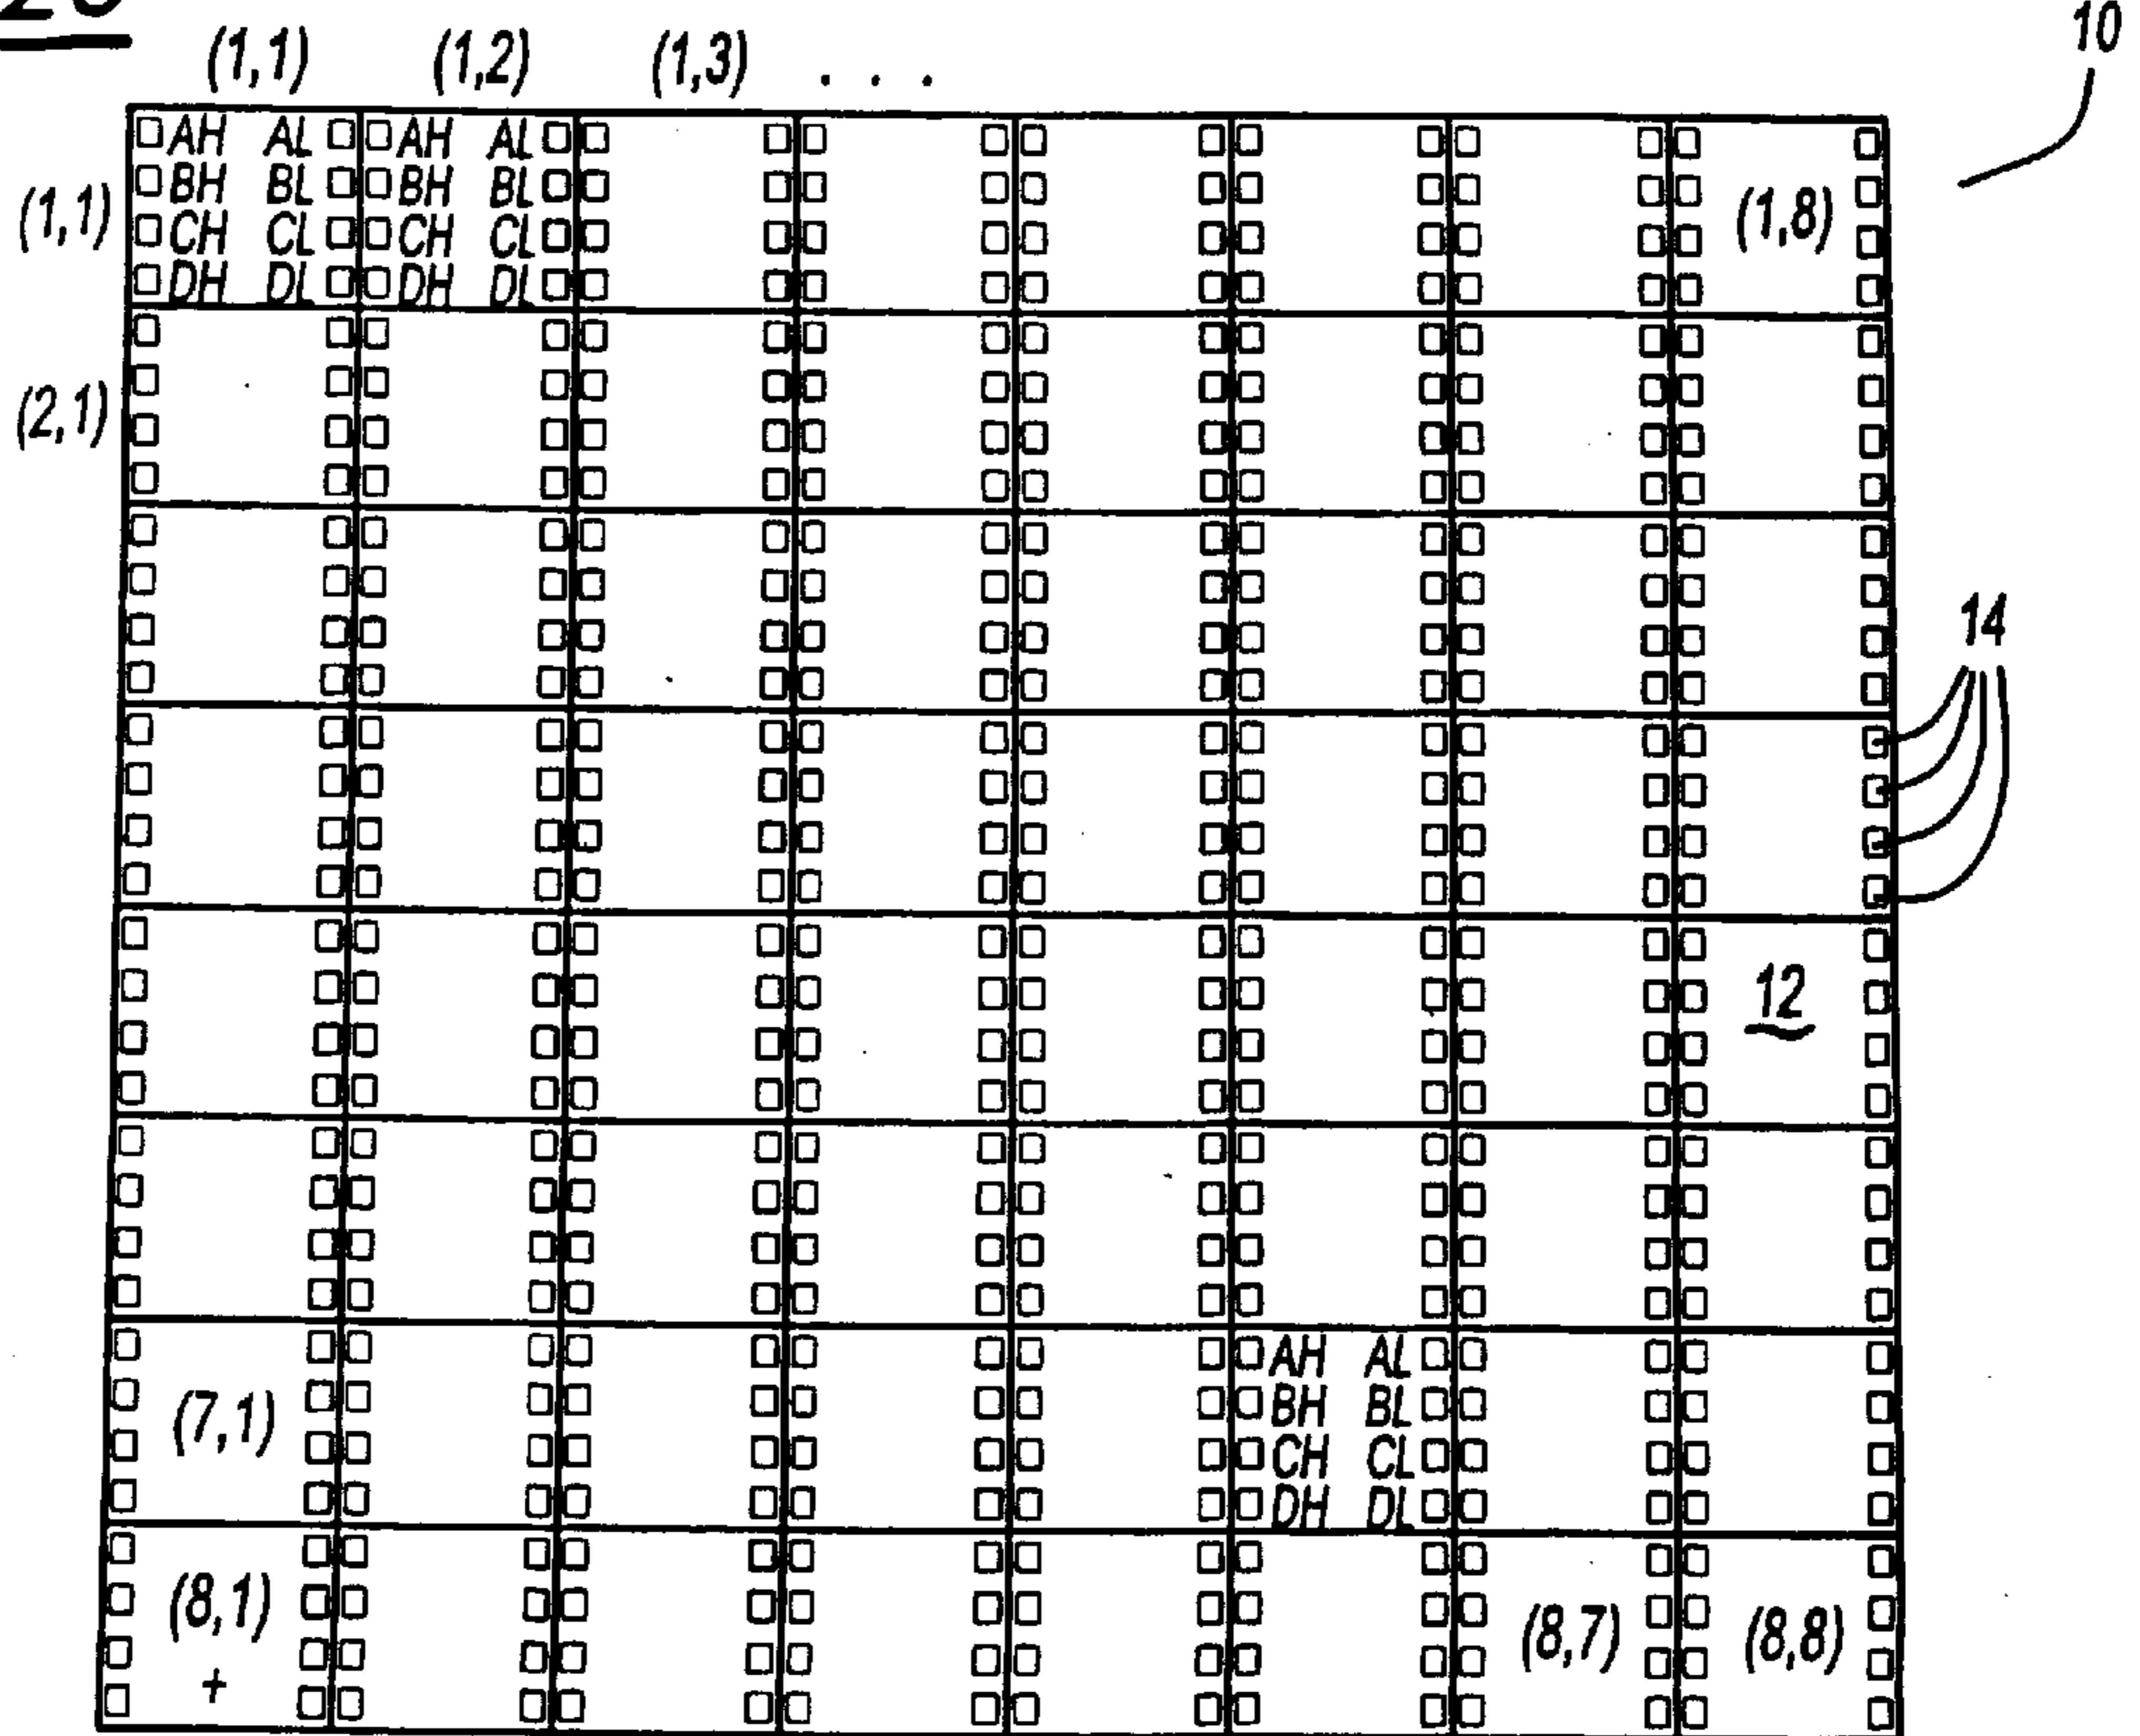 10
(1,1) (1,2) (1,3) . . .
(1,1)
AH AL AH AL
BH BL BH BL
CH CL CH CL
DH DL DH DL
(1,8)
(2,1)
14
12
AH AL
BH BL
CH CL
DH DL
(7,1)
(8,1)
+
(8,7) (8,8)